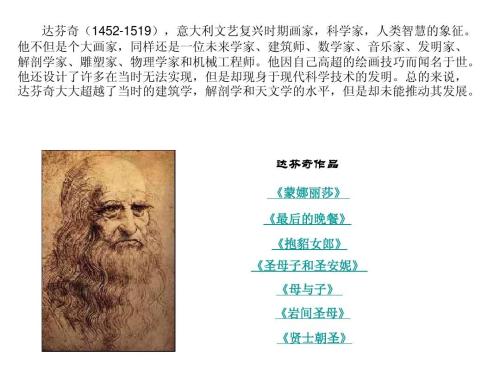 达芬奇（1452-1519），意大利文艺复兴时期画家，科学家，人类智慧的象征。
他不但是个大画家，同样还是一位未来学家、建筑师、数学家、音乐家、发明家、
解剖学家、雕塑家、物理学家和机械工程师。他因自己高超的绘画技巧而闻名于世。
他还设计了许多在当时无法实现，但是却现身于现代科学技术的发明。总的来说，
达芬奇大大超越了当时的建筑学，解剖学和天文学的水平，但是却未能推动其发展。
达芬奇作品
《蒙娜丽莎》
《最后的晚餐》
《抱貂女郎》
《圣母子和圣安妮》
《母与子》
《岩间圣母》
《贤士朝圣》